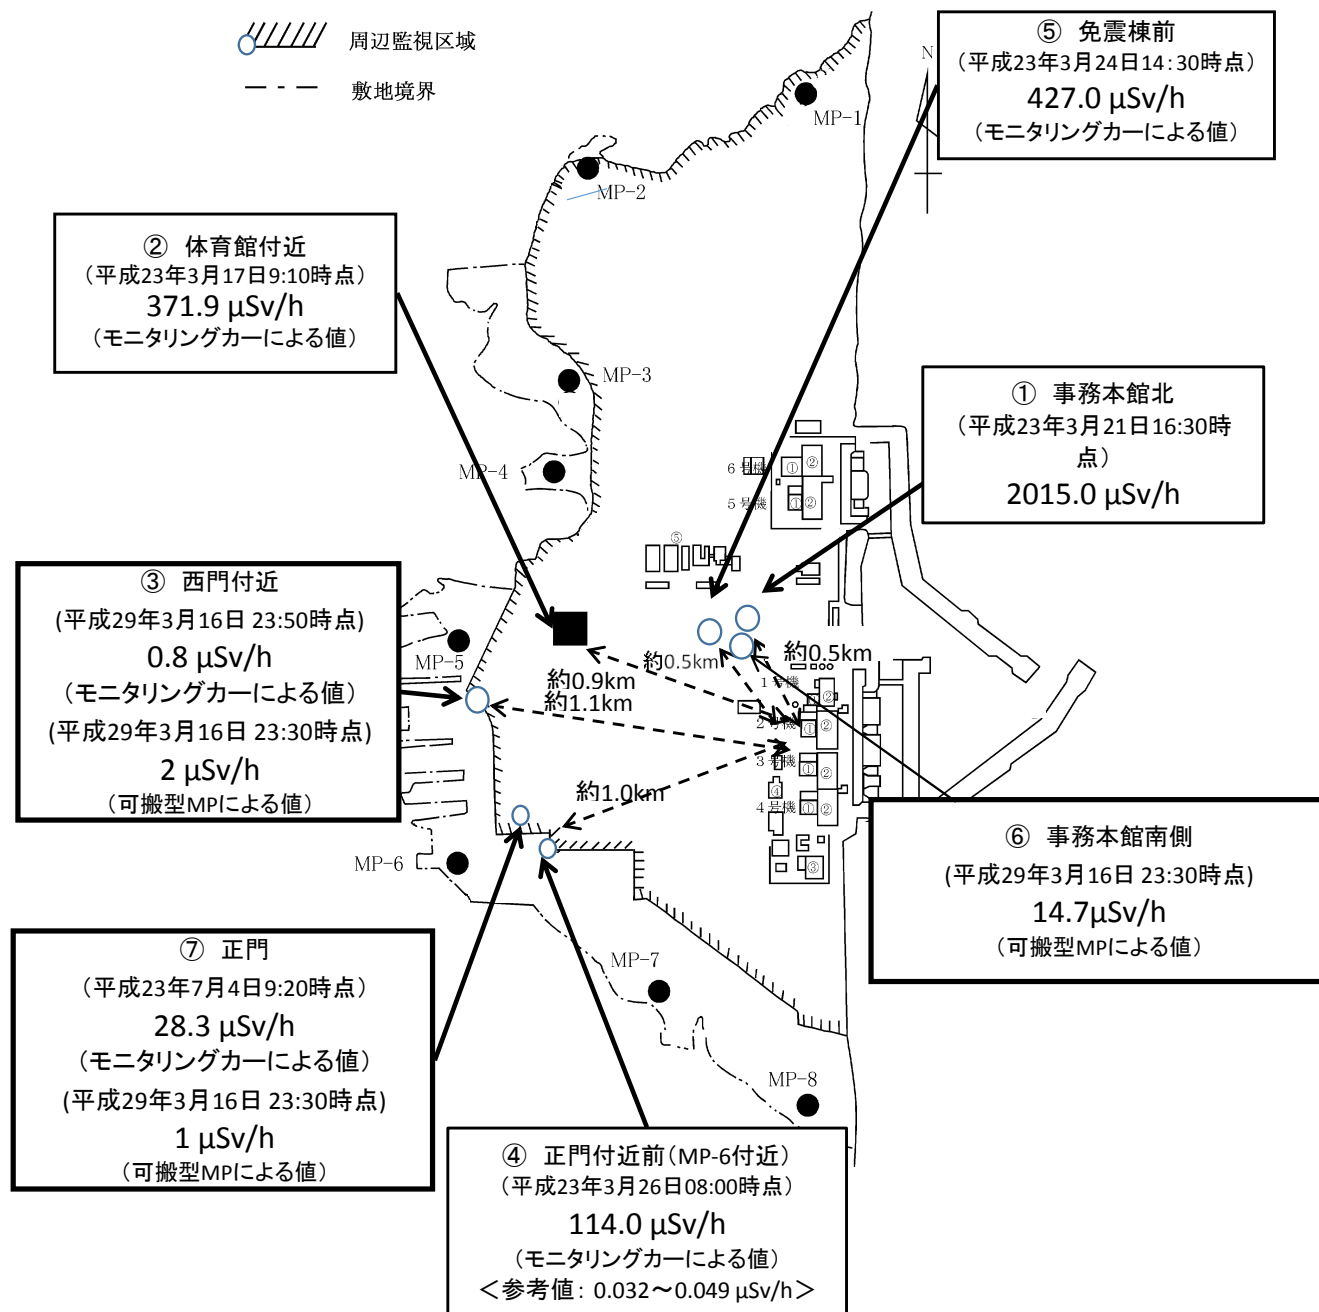 周辺監視区域
敷地境界
⑤ 免震棟前
（平成23年3月24日14：30時点）
427.0 μSv/h
（モニタリングカーによる値）
N
MP-1
MP-2
② 体育館付近
（平成23年3月17日9:10時点）
371.9 μSv/h
（モニタリングカーによる値）
MP-3
① 事務本館北
（平成23年3月21日16:30時
点）
2015.0 μSv/h
MP-4
６号機
①
②
５号機
①
②
⑤
③ 西門付近
(平成29年3月16日 23:50時点)
0.8 μSv/h
（モニタリングカーによる値）
(平成29年3月16日 23:30時点)
2 μSv/h
（可搬型MPによる値）
MP-5
約0.5km
約0.5km
約0.9km
約1.1km
１号機
②
２号機
①
②
３号機
①
②
約1.0km
④
４号機
①
②
③
MP-6
⑥ 事務本館南側
(平成29年3月16日 23:30時点)
14.7μSv/h
（可搬型MPによる値）
⑦ 正門
（平成23年7月4日9:20時点）
28.3 μSv/h
（モニタリングカーによる値）
(平成29年3月16日 23:30時点)
1 μSv/h
（可搬型MPによる値）
MP-7
MP-8
④ 正門付近前（MP-6付近）
（平成23年3月26日08:00時点）
114.0 μSv/h
（モニタリングカーによる値）
＜参考値：0.032～0.049 μSv/h＞